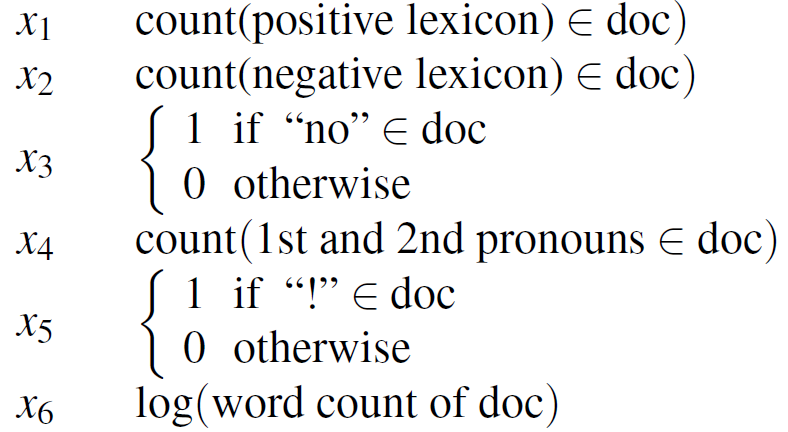 x₁ count(positive lexicon) ∈ doc)
x₂ count(negative lexicon) ∈ doc)
x₃ { 1 if “no” ∈ doc
0 otherwise
x₄ count(1st and 2nd pronouns ∈ doc)
x₅ { 1 if “!” ∈ doc
0 otherwise
x₆ log(word count of doc)